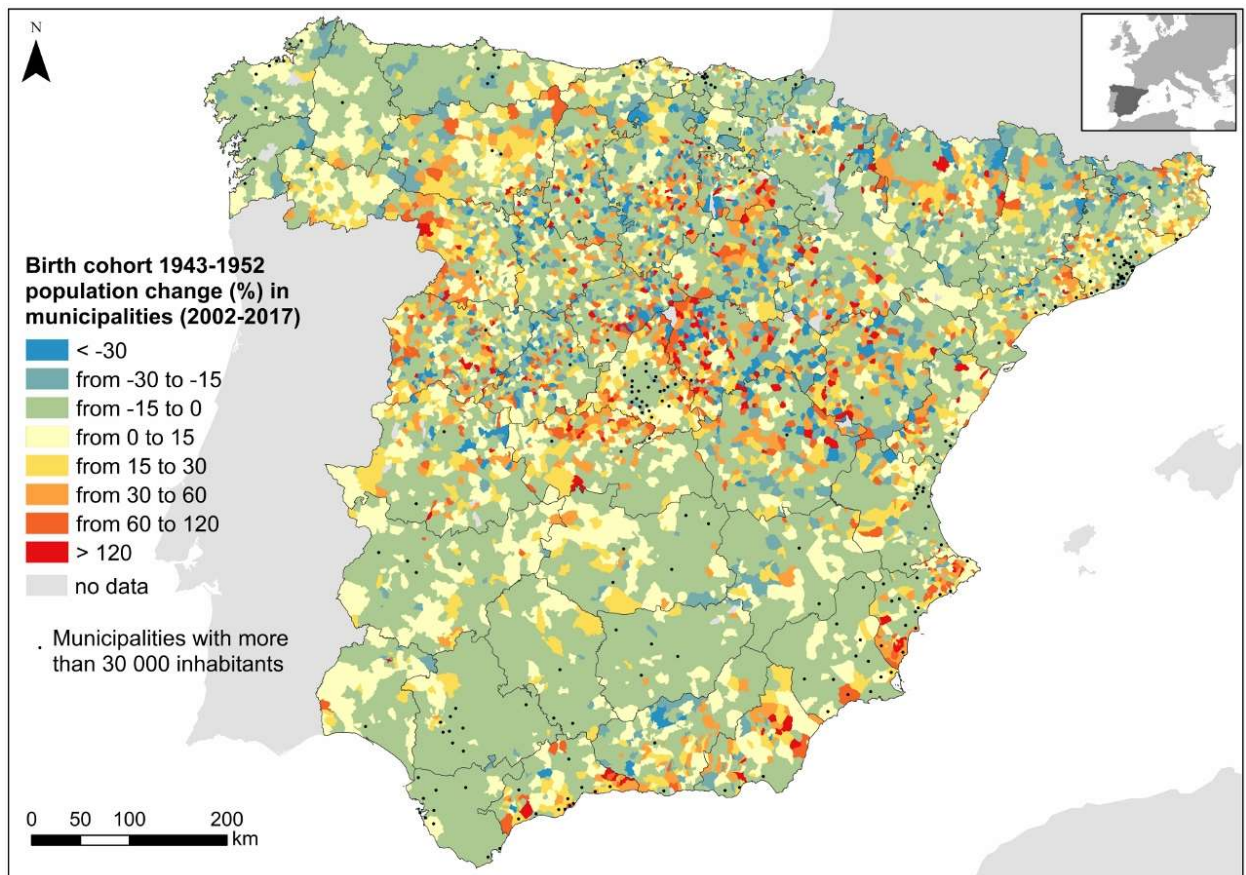 N
Birth cohort 1943-1952
population change (%) in
municipalities (2002-2017)
< -30
from -30 to -15
from -15 to 0
from 0 to 15
from 15 to 30
from 30 to 60
from 60 to 120
> 120
no data
. Municipalities with more
than 30 000 inhabitants
0 50 100 200
km